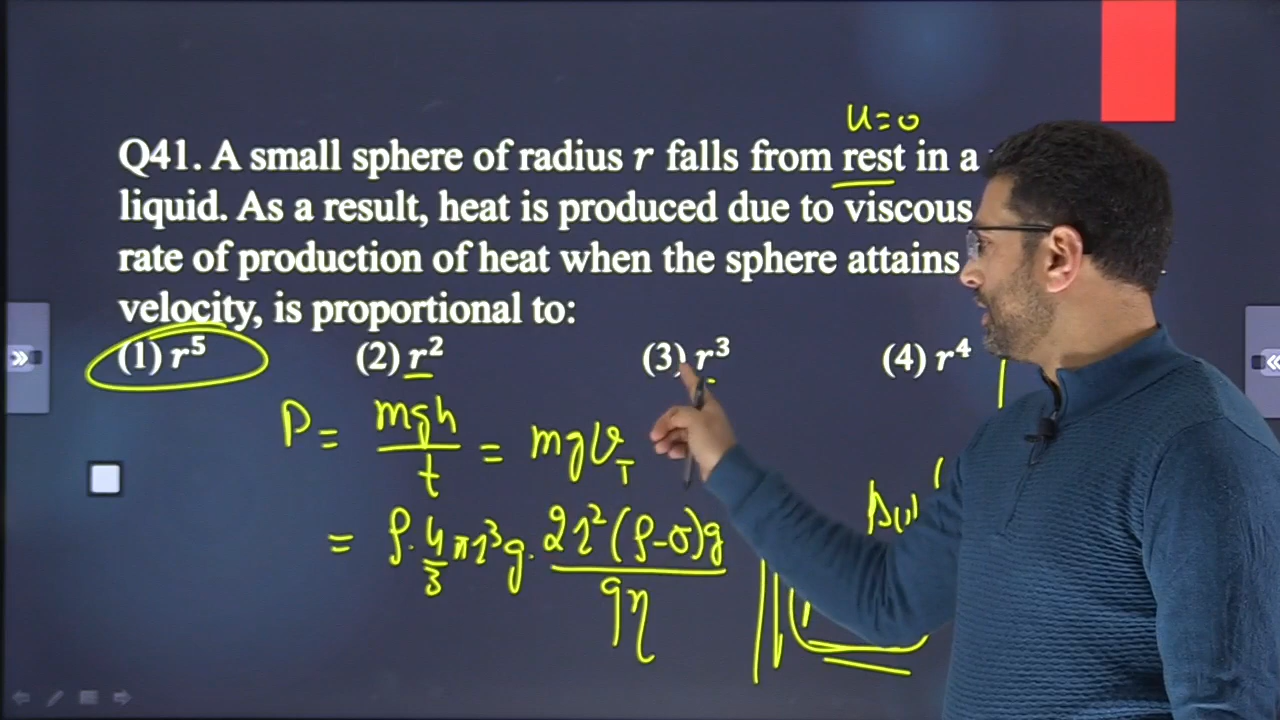 u=0
Q41. A small sphere of radius r falls from rest in a
liquid. As a result, heat is produced due to viscous
rate of production of heat when the sphere attains
velocity, is proportional to:
(1) r⁵ (2) r² (3) r³ (4) r⁴
P = mgh/t = mgv_T
= ρ·4/3 πr³g·2r²(ρ-σ)g/9η